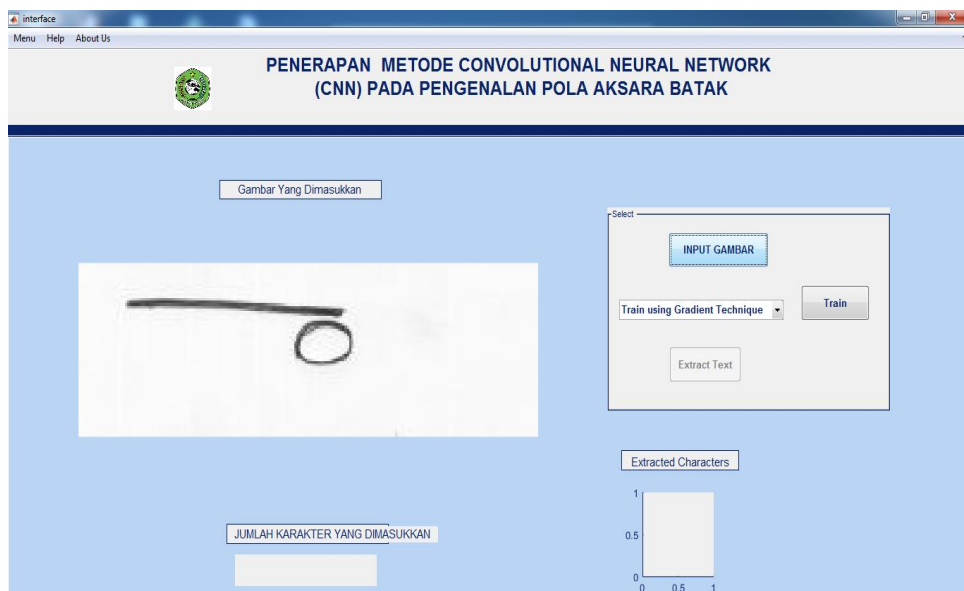 interface
Menu Help About Us
PENERAPAN METODE CONVOLUTIONAL NEURAL NETWORK
(CNN) PADA PENGENALAN POLA AKSARA BATAK
Gambar Yang Dimasukkan
ᯅ
Select
INPUT GAMBAR
Train using Gradient Technique
Train
Extract Text
Extracted Characters
1
0.5
0
0 0.5 1
JUMLAH KARAKTER YANG DIMASUKKAN